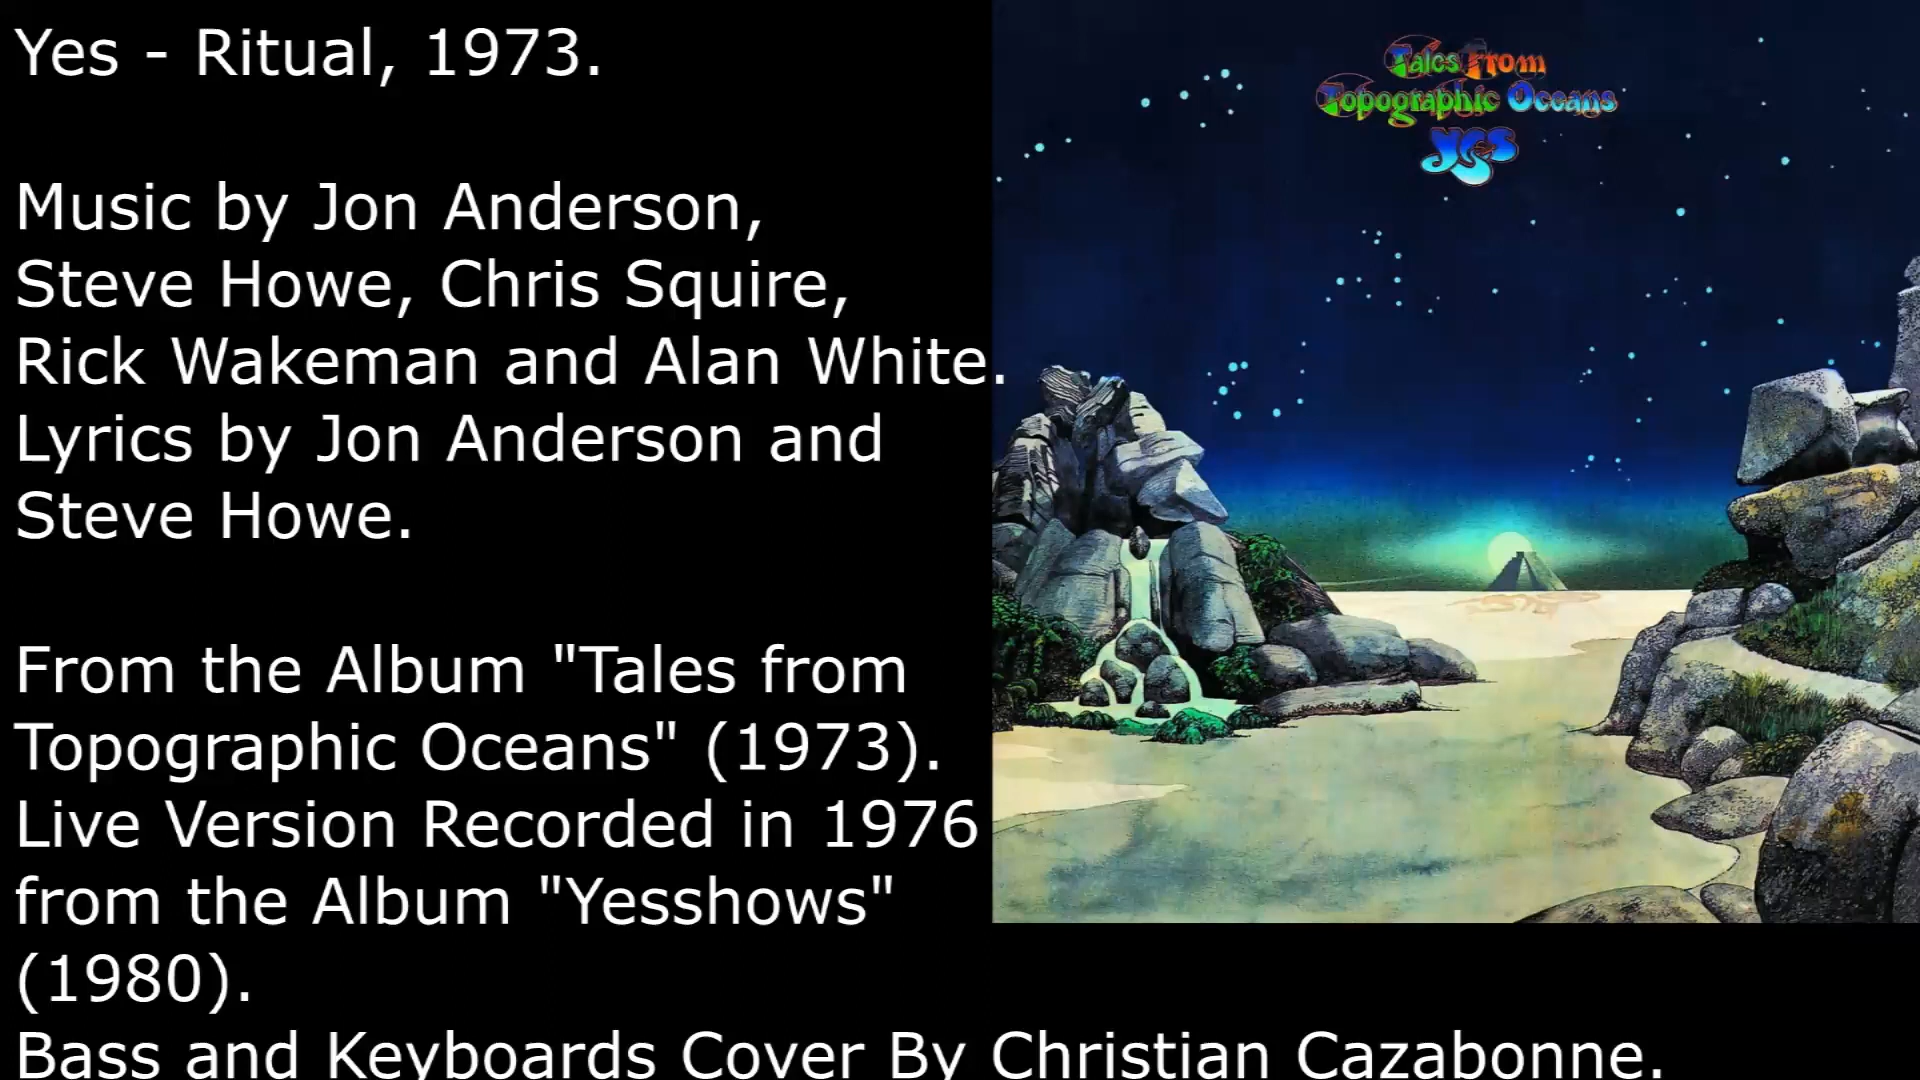 Yes - Ritual, 1973.
Music by Jon Anderson,
Steve Howe, Chris Squire,
Rick Wakeman and Alan White.
Lyrics by Jon Anderson and
Steve Howe.
From the Album "Tales from
Topographic Oceans" (1973).
Live Version Recorded in 1976
from the Album "Yesshows"
(1980).
Bass and Keyboards Cover By Christian Cazabonne.
Tales From
Topographic Oceans
Yes